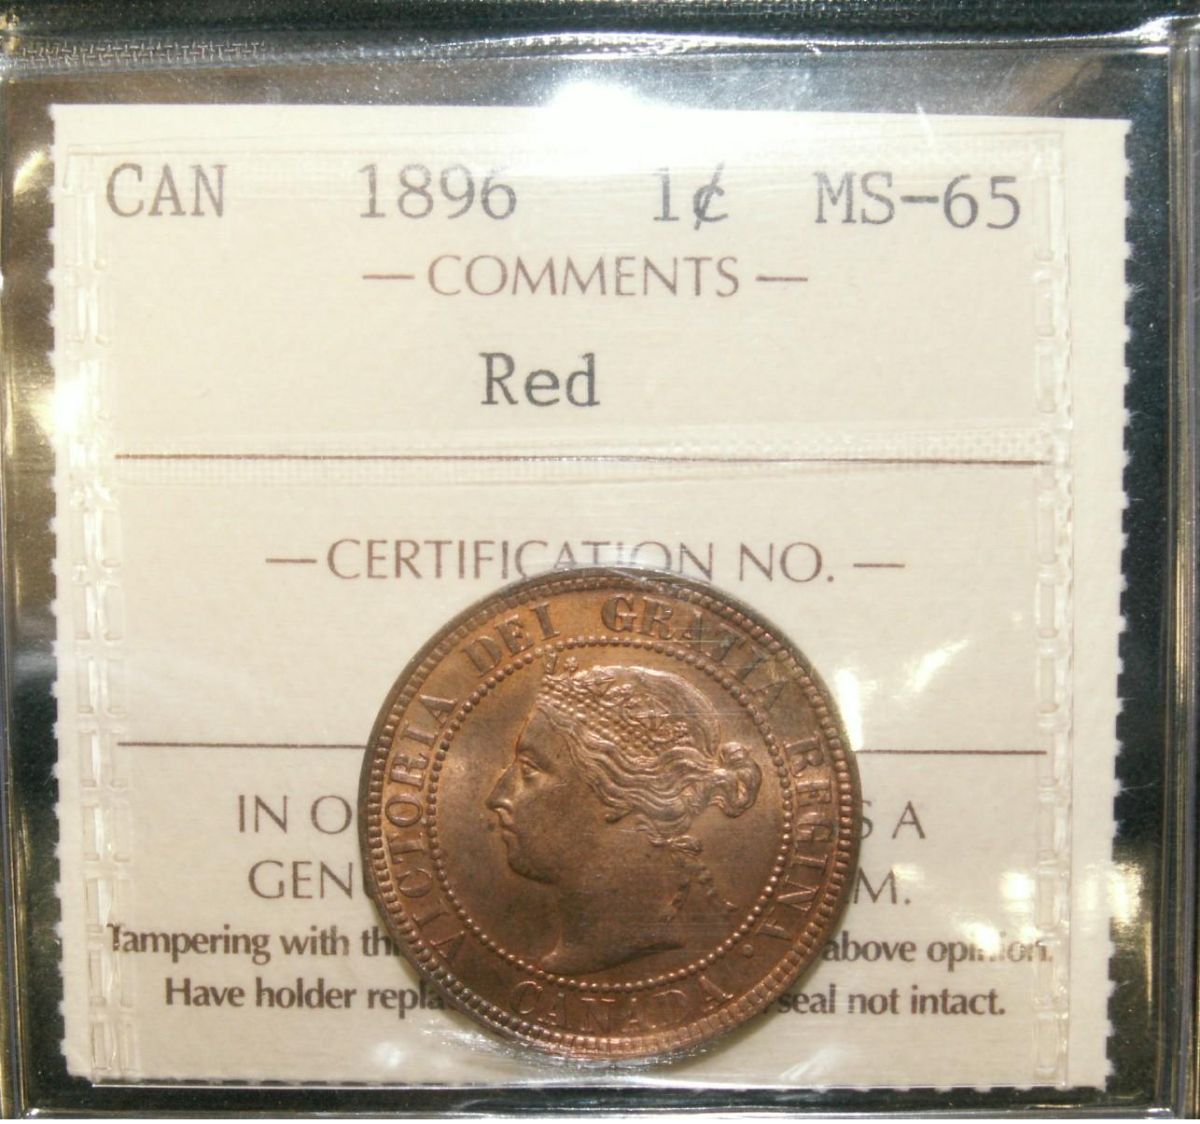 CAN 1896 1¢ MS-65
— COMMENTS —
Red
— CERTIFICATION NO. —
VICTORIA DEI GRATIA REGINA.
CANADA
IN O S A
GENU M.
Tampering with th above opinion.
Have holder repla seal not intact.